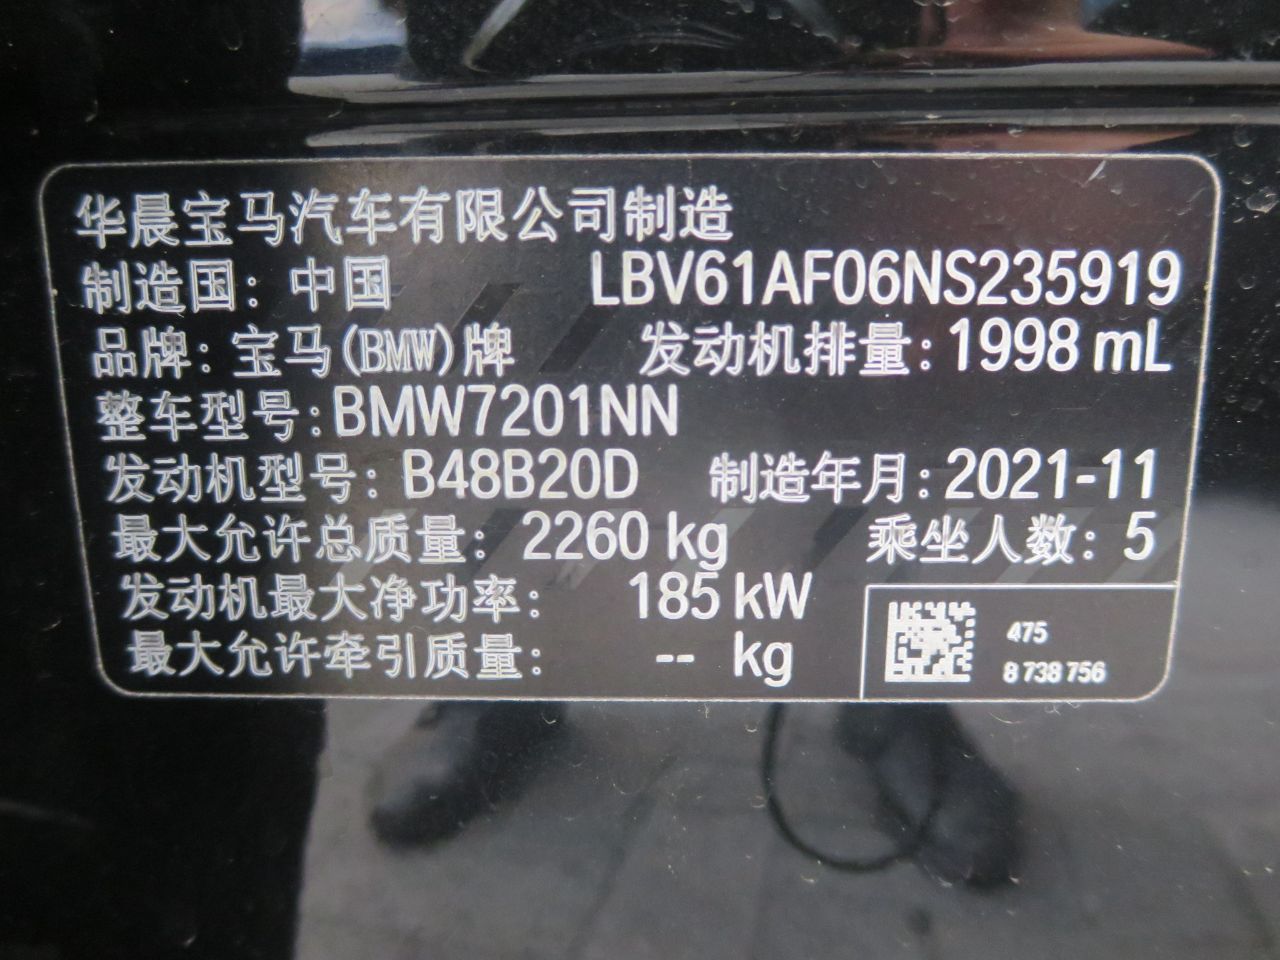 华晨宝马汽车有限公司制造
制造国: 中国 LBV61AF06NS235919
品牌: 宝马(BMW)牌 发动机排量: 1998 mL
整车型号: BMW7201NN
发动机型号: B48B20D 制造年月: 2021-11
最大允许总质量: 2260 kg 乘坐人数: 5
发动机最大净功率: 185 kW
最大允许牵引质量: -- kg
475
8 738 756